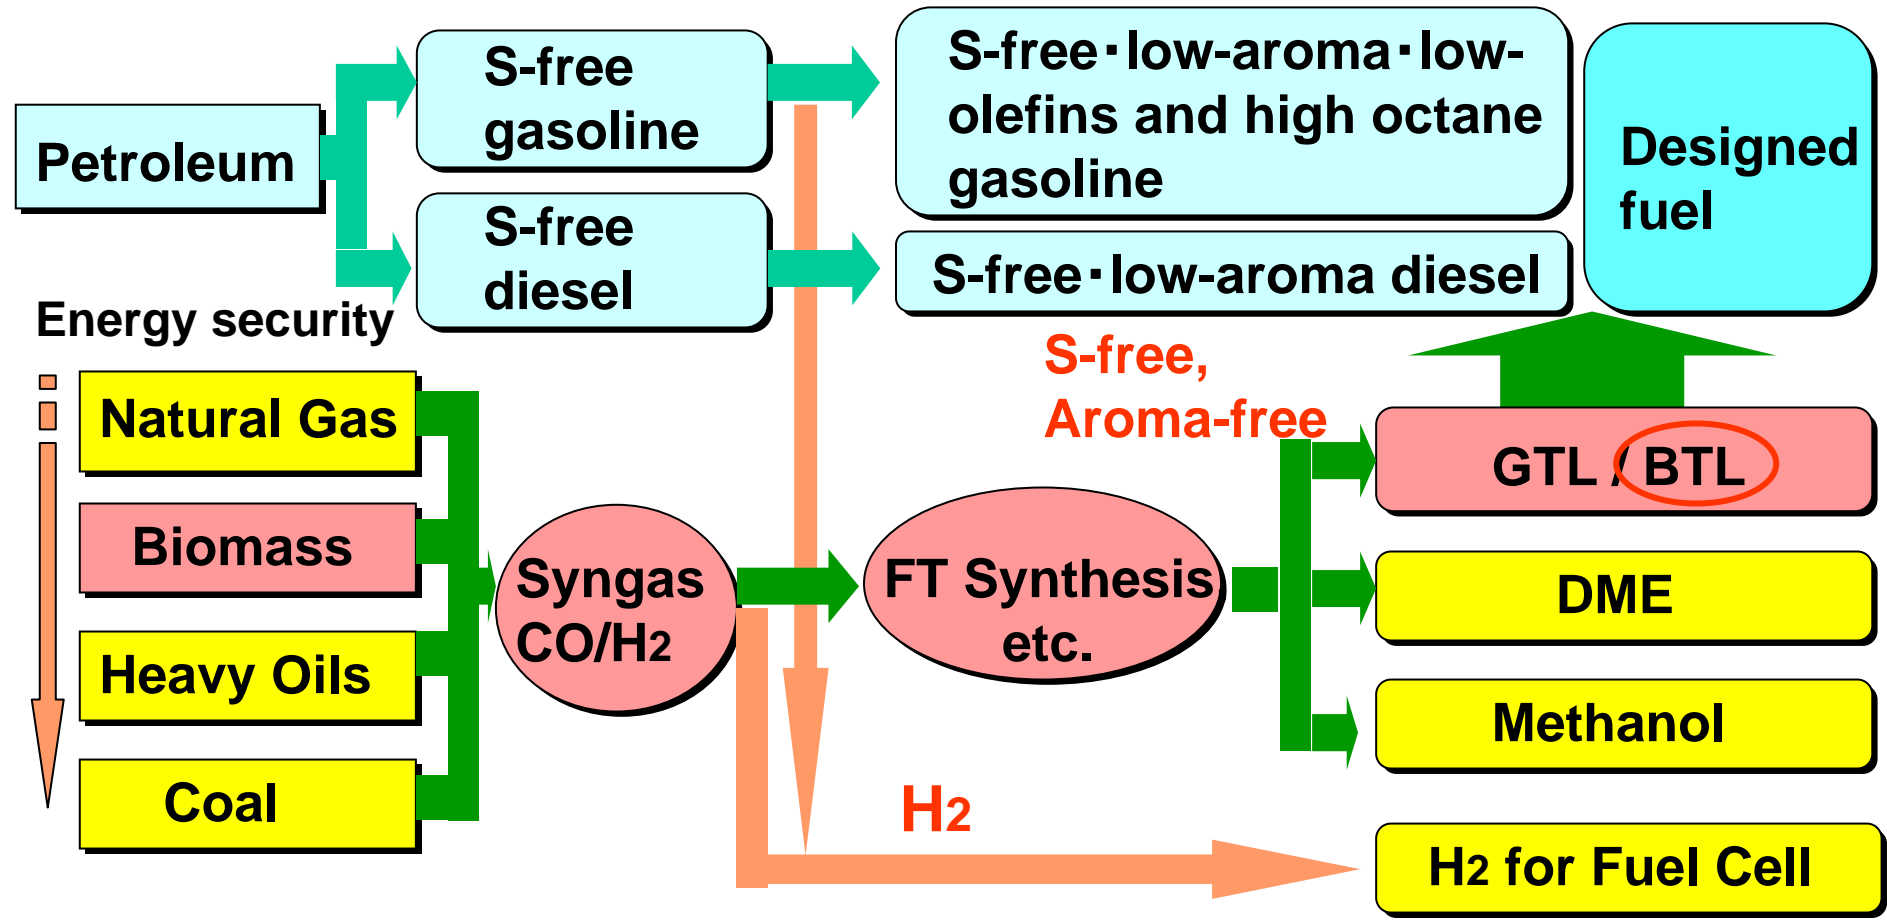 Petroleum
S-free
gasoline
S-free
diesel
S-free・low-aroma・low-
olefins and high octane
gasoline
S-free・low-aroma diesel
Designed
fuel
Energy security
Natural Gas
Biomass
Heavy Oils
Coal
Syngas
CO/H2
FT Synthesis,
etc.
S-free,
Aroma-free
GTL / BTL
DME
Methanol
H2
H2 for Fuel Cell